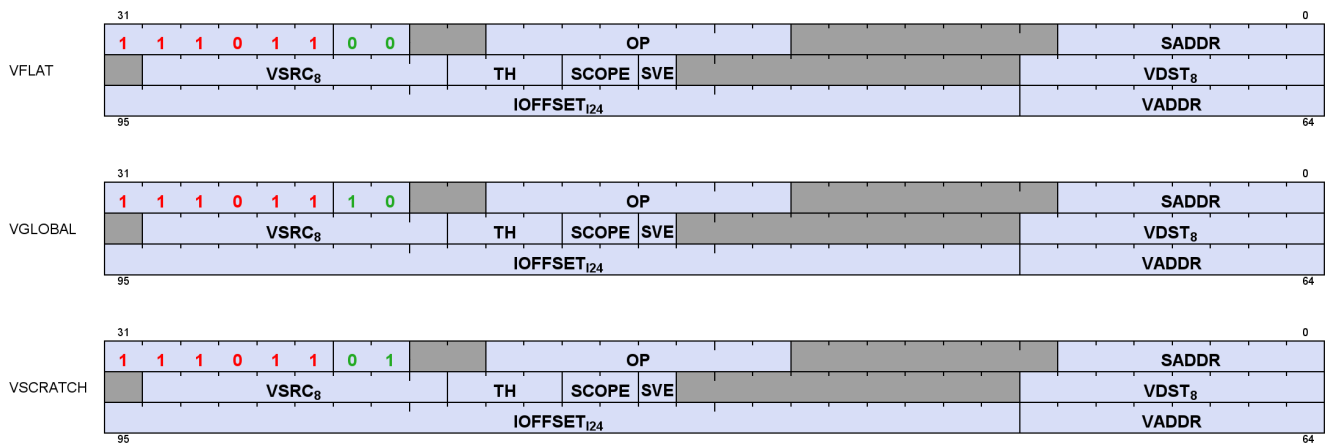 31 0
1 1 1 0 1 1 0 0 OP SADDR
VFLAT VSRC8 TH SCOPE SVE VDST8
IOFFSETI24 VADDR
95 64
31 0
1 1 1 0 1 1 1 0 OP SADDR
VGLOBAL VSRC8 TH SCOPE SVE VDST8
IOFFSETI24 VADDR
95 64
31 0
1 1 1 0 1 1 0 1 OP SADDR
VSCRATCH VSRC8 TH SCOPE SVE VDST8
IOFFSETI24 VADDR
95 64